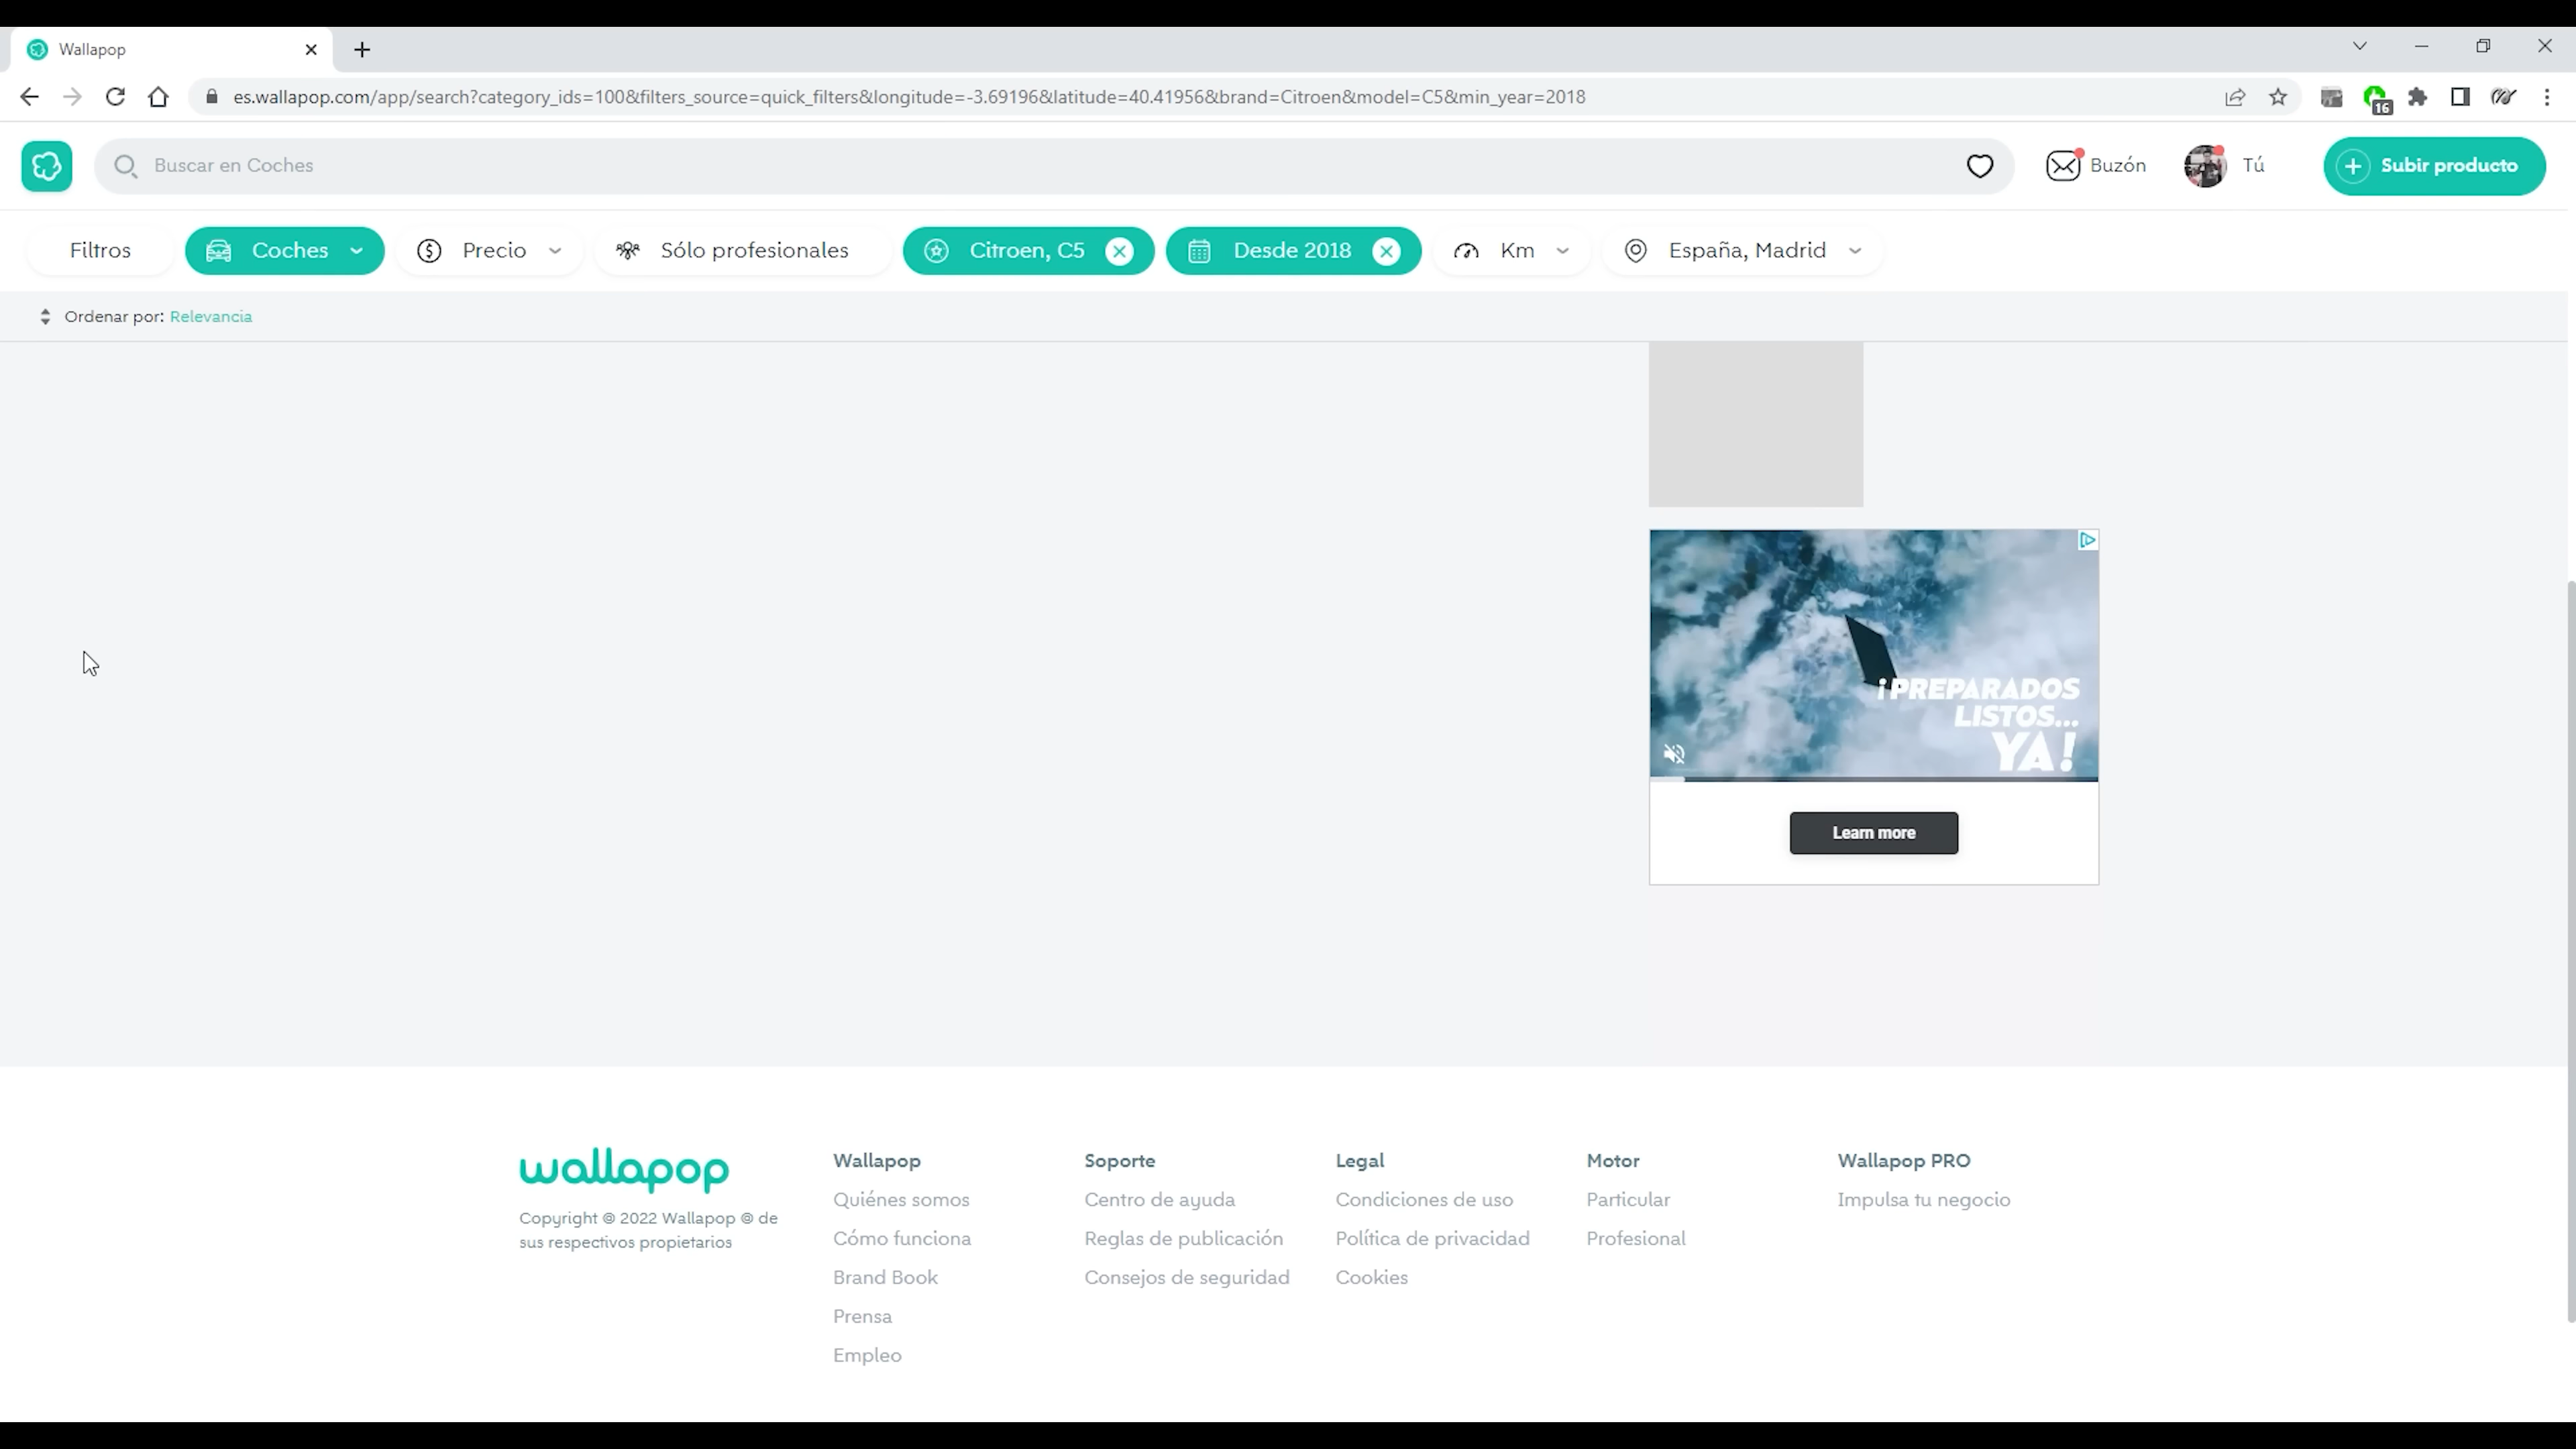 Wallapop
es.wallapop.com/app/search?category_ids=100&filters_source=quick_filters&longitude=-3.69196&latitude=40.41956&brand=Citroen&model=C5&min_year=2018
16
Buscar en Coches
Buzón
Tú
Subir producto
Filtros
Coches
Precio
Sólo profesionales
Citroen, C5
Desde 2018
Km
España, Madrid
Ordenar por: Relevancia
¡PREPARADOS
LISTOS...
YA!
Learn more
wallapop
Copyright © 2022 Wallapop © de
sus respectivos propietarios
Wallapop
Quiénes somos
Cómo funciona
Brand Book
Prensa
Empleo
Soporte
Centro de ayuda
Reglas de publicación
Consejos de seguridad
Legal
Condiciones de uso
Política de privacidad
Cookies
Motor
Particular
Profesional
Wallapop PRO
Impulsa tu negocio